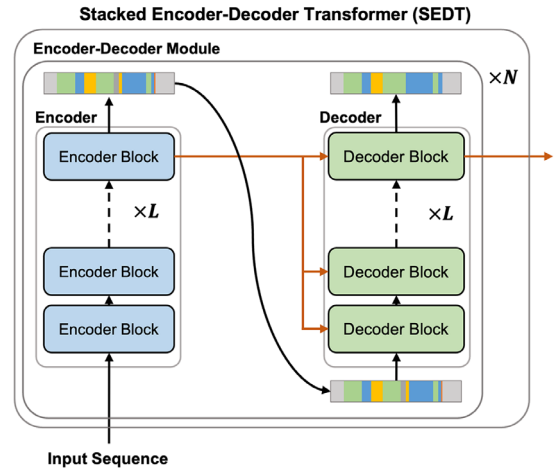 Stacked Encoder-Decoder Transformer (SEDT)
Encoder-Decoder Module
×N
Encoder
Decoder
Encoder Block
Decoder Block
×L
×L
Encoder Block
Decoder Block
Encoder Block
Decoder Block
Input Sequence